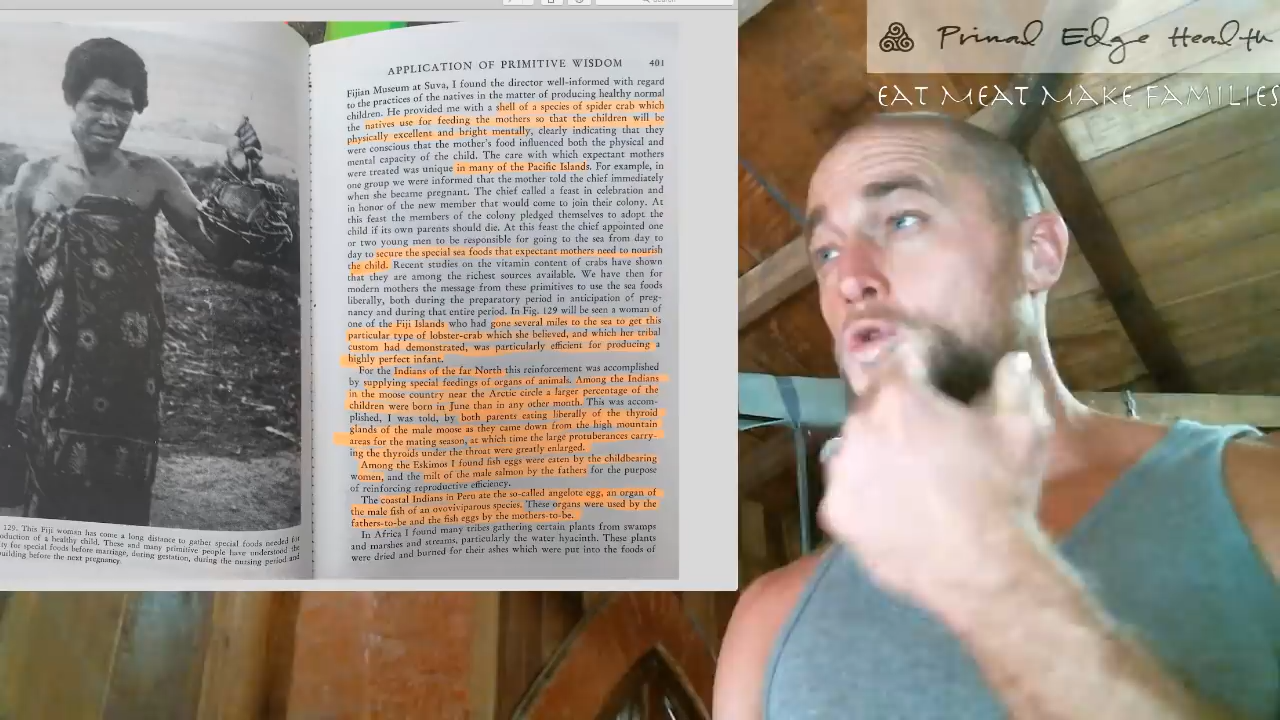 Primal Edge Health
EAT MEAT MAKE FAMILIES
APPLICATION OF PRIMITIVE WISDOM 401
Fijian Museum at Suva, I found the director well-informed with regard
to the practices of the natives in the matter of producing healthy normal
children. He provided me with a shell of a species of spider crab which
the natives use for feeding the mothers so that the children will be
physically excellent and bright mentally, clearly indicating that they
were conscious that the mother's food influenced both the physical and
mental capacity of the child. The care with which expectant mothers
were treated was unique in many of the Pacific Islands. For example, in
one group we were informed that the mother told the chief immediately
when she became pregnant. The chief called a feast in celebration and
in honor of the new member that would come to join their colony. At
this feast the members of the colony pledged themselves to adopt the
child if its own parents should die. At this feast the chief appointed one
or two young men to be responsible for going to the sea from day to
day to secure the special sea foods that expectant mothers need to nourish
the child. Recent studies on the vitamin content of crabs have shown
that they are among the richest sources available. We have then for
modern mothers the message from these primitives to use the sea foods
liberally, both during the preparatory period in anticipation of preg-
nancy and during that entire period. In Fig. 129 will be seen a woman of
one of the Fiji Islands who had gone several miles to the sea to get this
particular type of lobster-crab which she believed, and which her tribal
custom had demonstrated, was particularly efficient for producing a
highly perfect infant.
For the Indians of the far North this reinforcement was accomplished
by supplying special feedings of organs of animals. Among the Indians
in the moose country near the Arctic circle a larger percentage of the
children were born in June than in any other month. This was accom-
plished, I was told, by both parents eating liberally of the thyroid
glands of the male moose as they came down from the high mountain
areas for the mating season, at which time the large protuberances carry-
ing the thyroids under the throat were greatly enlarged.
Among the Eskimos I found fish eggs were eaten by the childbearing
women, and the milt of the male salmon by the fathers for the purpose
of reinforcing reproductive efficiency.
The coastal Indians in Peru ate the so-called angelote egg, an organ of
the male fish of an ovoviviparous species. These organs were used by the
fathers-to-be and the fish eggs by the mothers-to-be.
In Africa I found many tribes gathering certain plants from swamps
and marshes and streams, particularly the water hyacinth. These plants
were dried and burned for their ashes which were put into the foods of
129. This Fiji woman has come a long distance to gather special foods needed for
oduction of a healthy child. These and many primitive people have understood the
ty for special foods before marriage, during gestation, during the nursing period and
uilding before the next pregnancy.